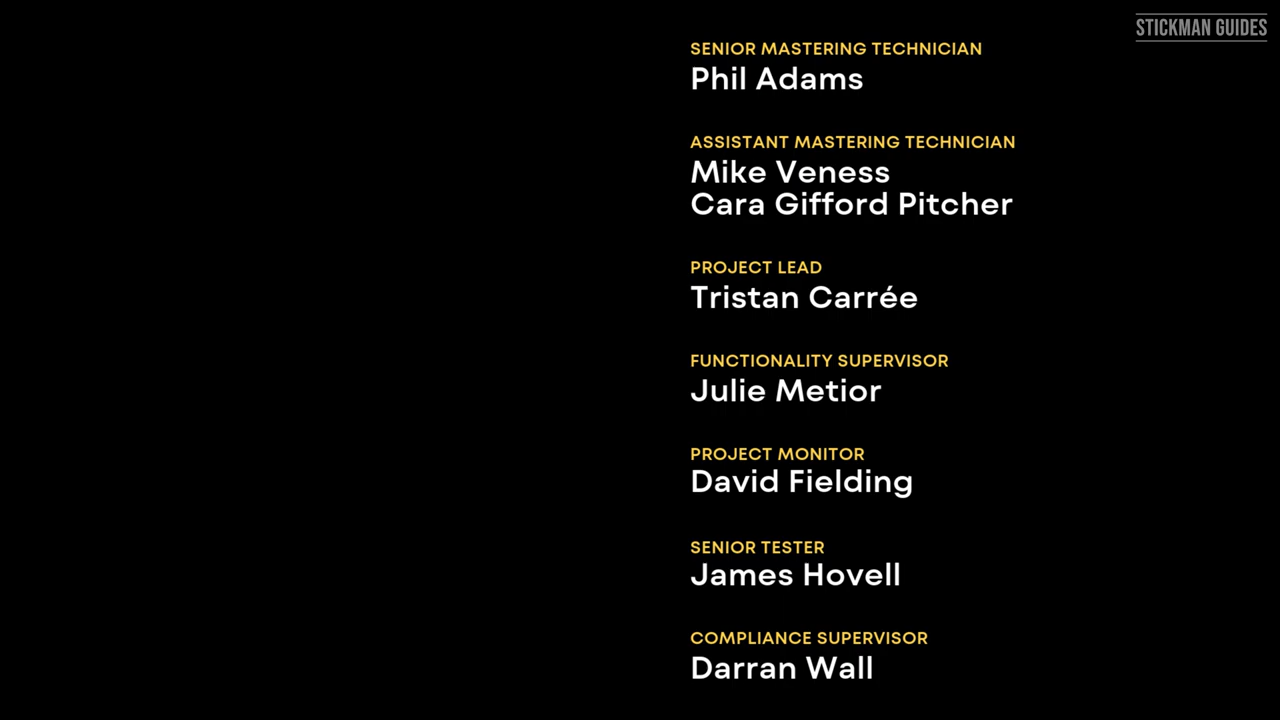 STICKMAN GUIDES
SENIOR MASTERING TECHNICIAN
Phil Adams
ASSISTANT MASTERING TECHNICIAN
Mike Veness
Cara Gifford Pitcher
PROJECT LEAD
Tristan Carrée
FUNCTIONALITY SUPERVISOR
Julie Metior
PROJECT MONITOR
David Fielding
SENIOR TESTER
James Hovell
COMPLIANCE SUPERVISOR
Darran Wall